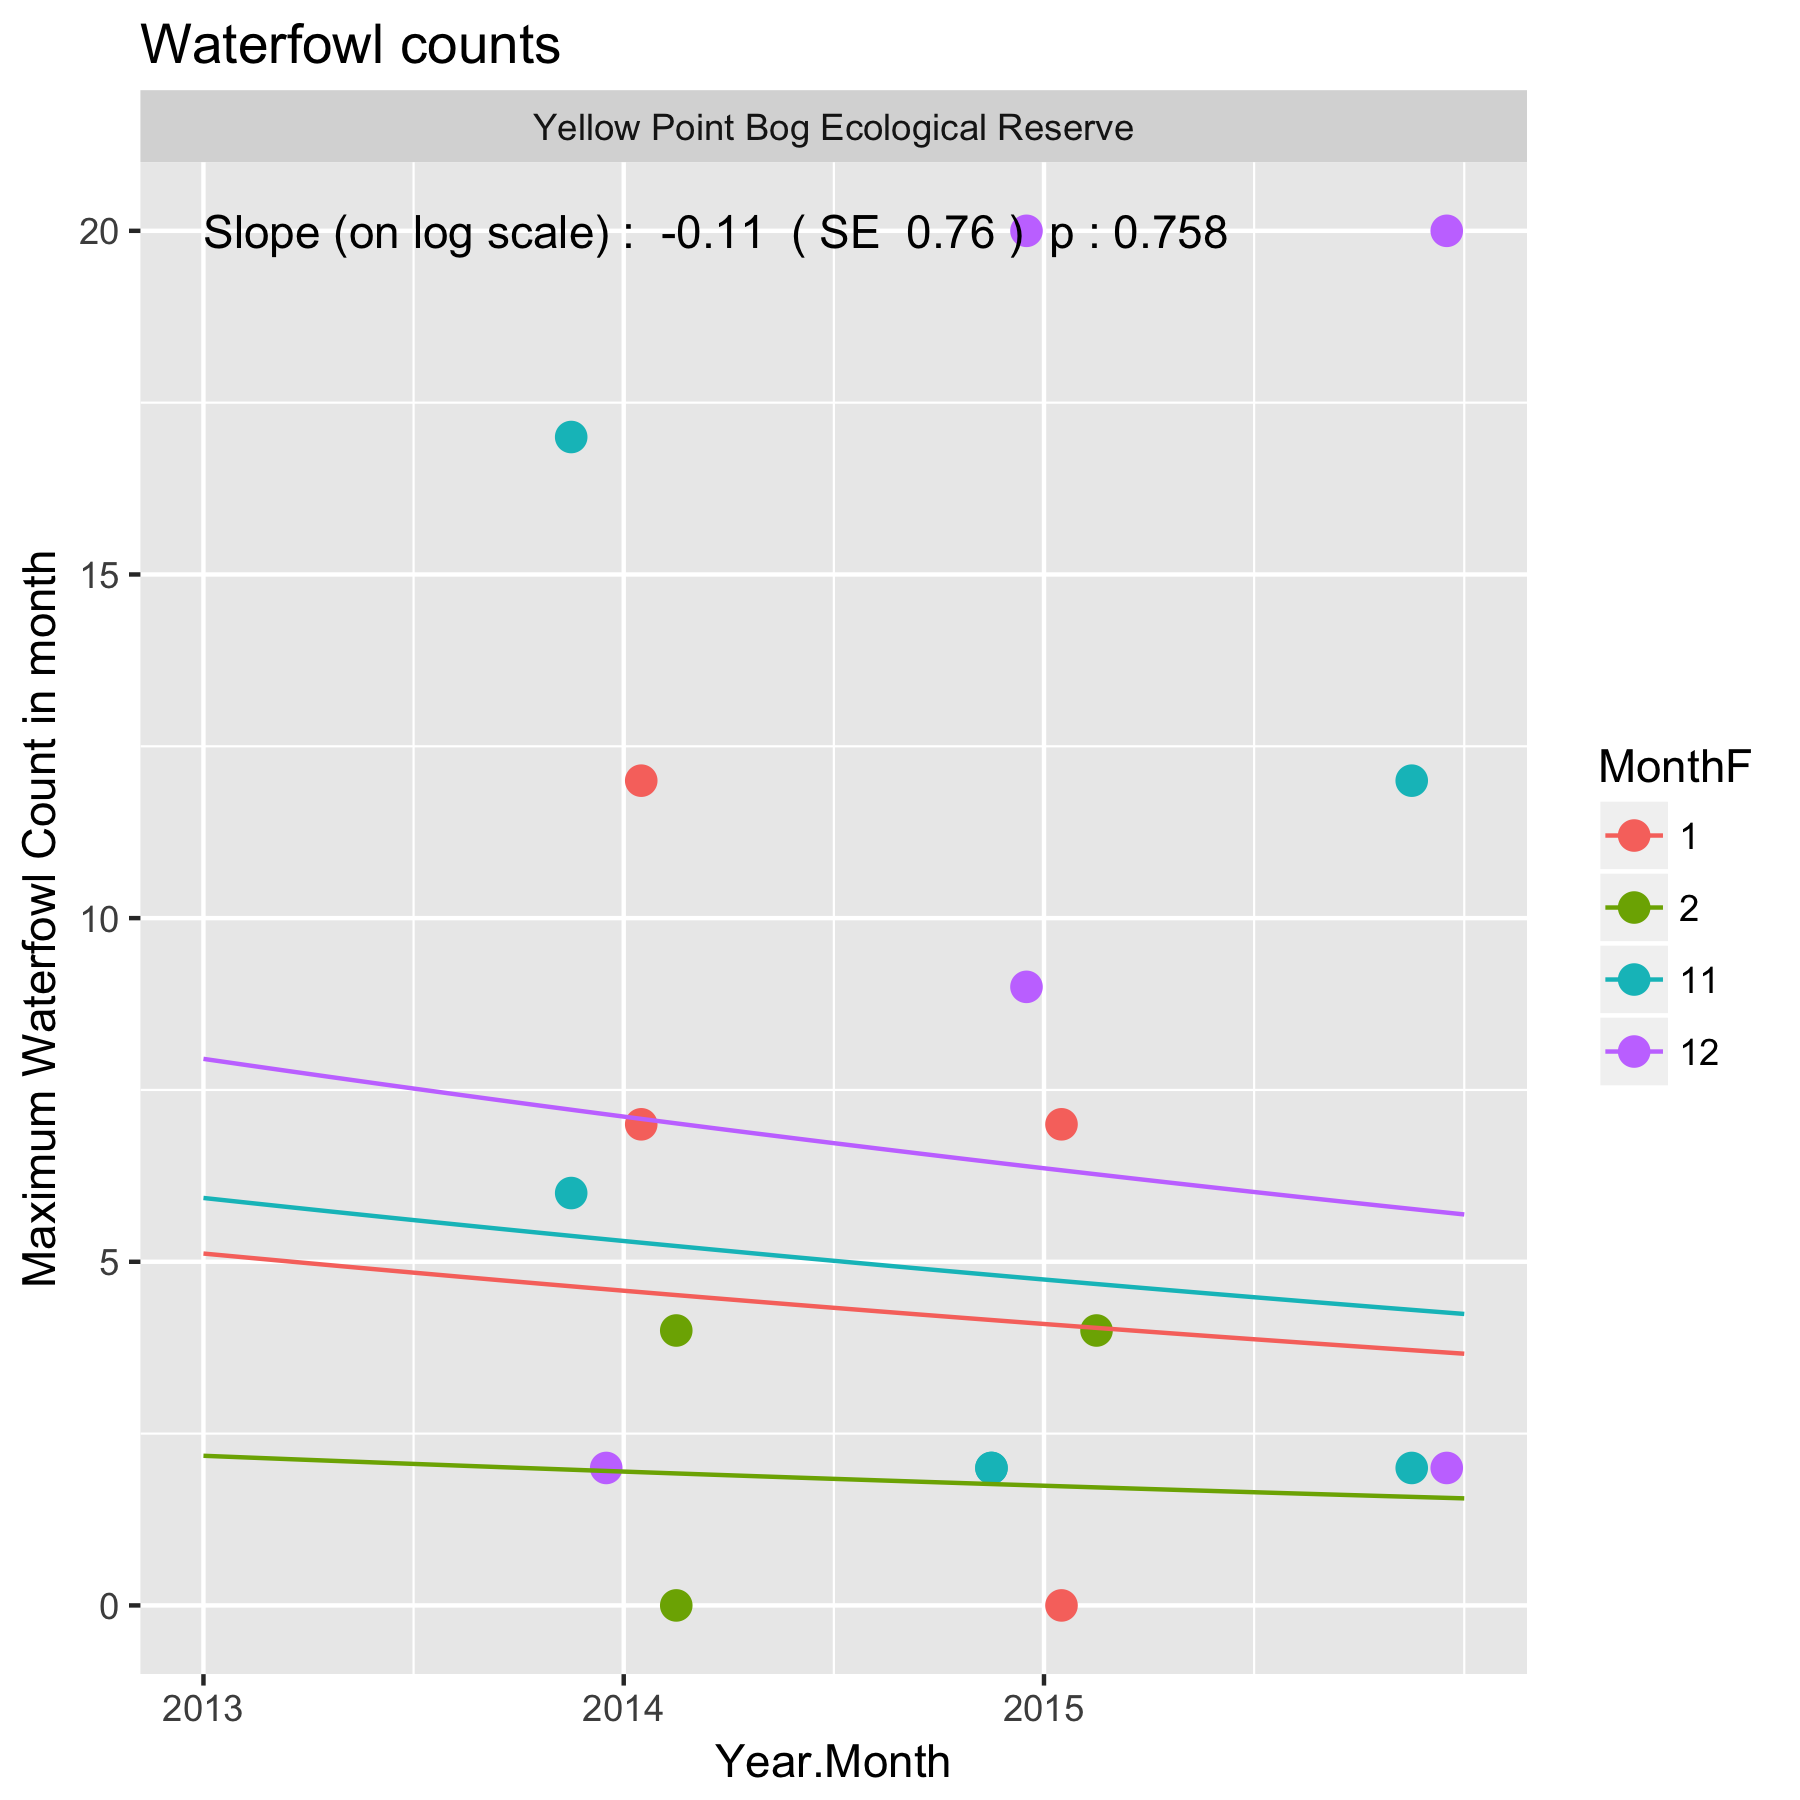 Waterfowl counts
Yellow Point Bog Ecological Reserve
Slope (on log scale) :  -0.11  ( SE  0.76 )  p : 0.758
20
15
10
5
0
Maximum Waterfowl Count in month
2013 2014 2015
Year.Month
MonthF
1
2
11
12